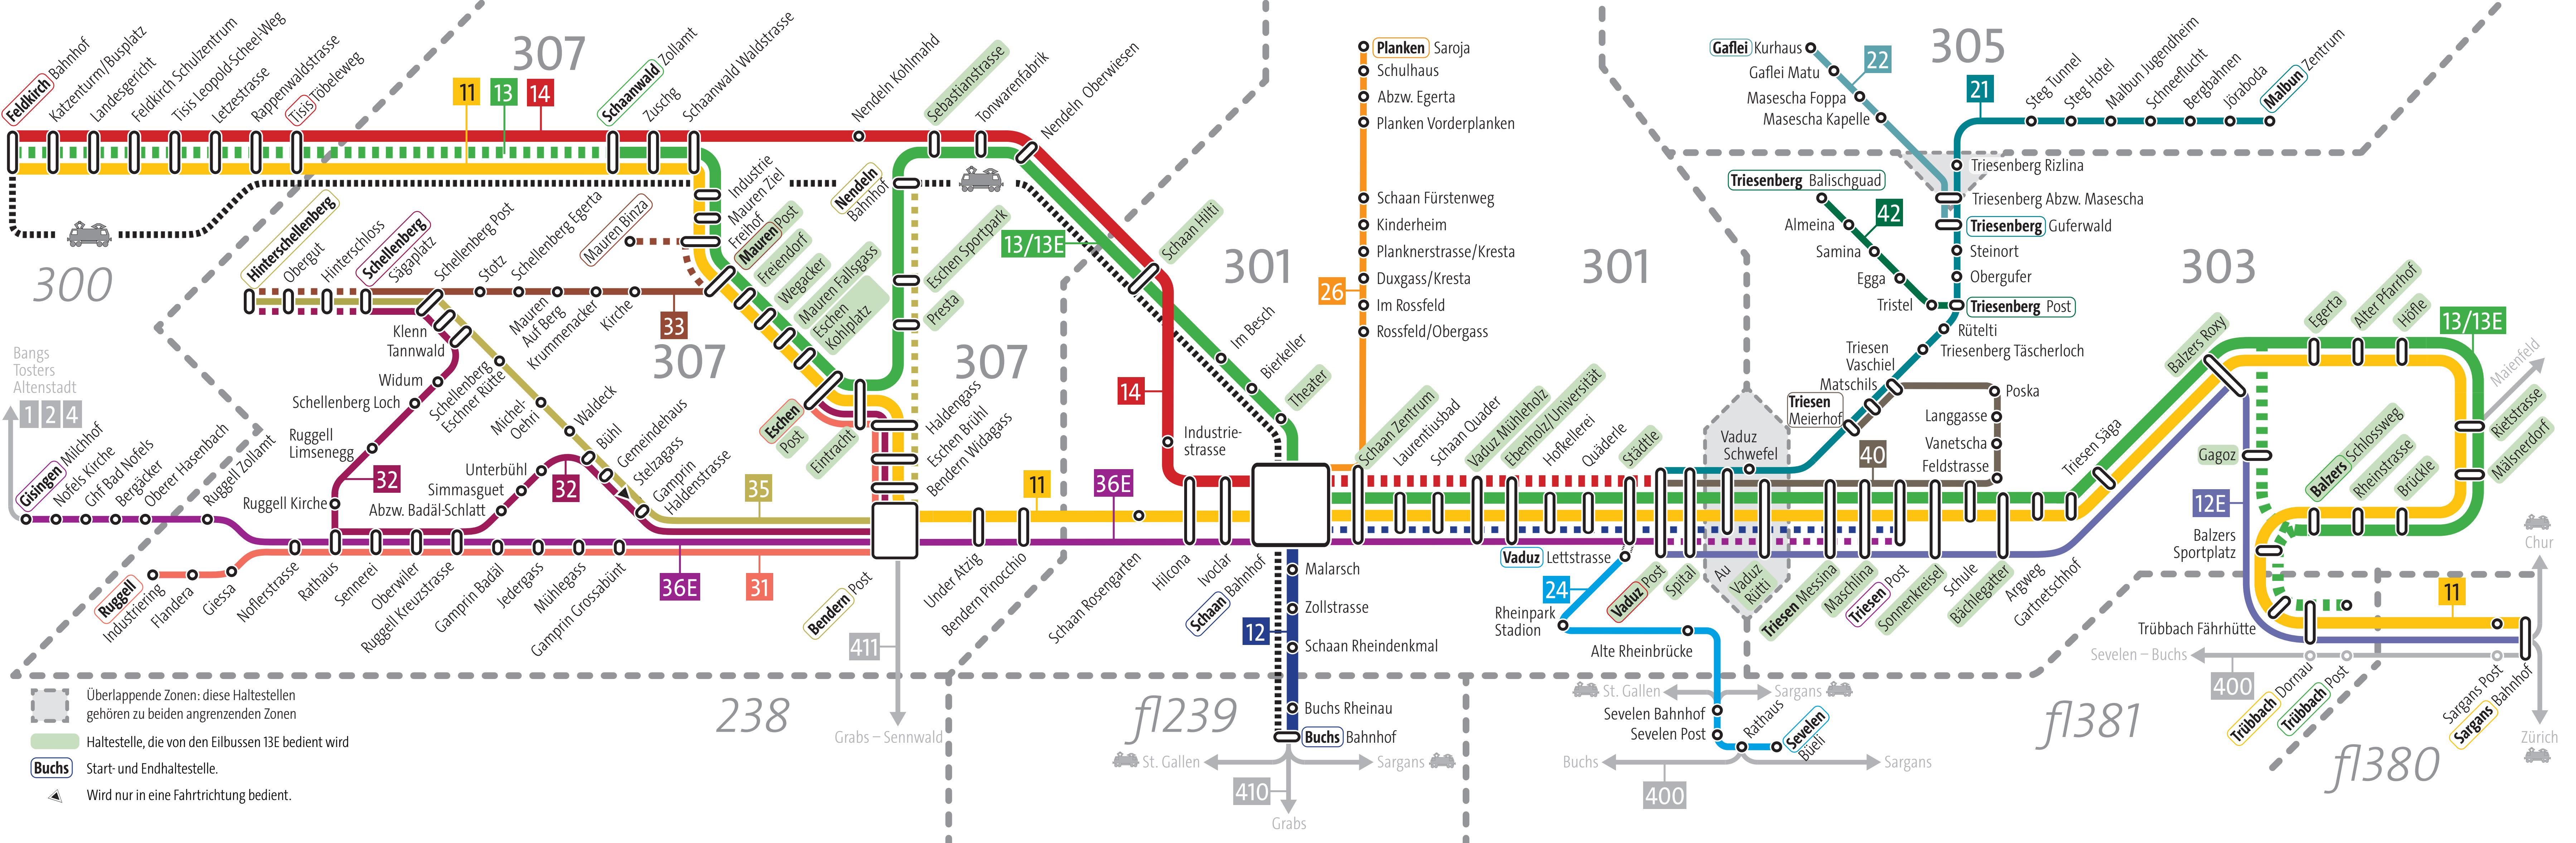 Feldkirch Bahnhof
Katzenturm/Busplatz
Landesgericht
Feldkirch Schulzentrum
Tisis Leopold-Scheel-Weg
Letzestrasse
Rappenwaldstrasse
Tisis Töbeleweg
307
11
13
14
Schaanwald Zollamt
Zuschg
Schaanwald Waldstrasse
Nendeln Kohlmahd
Sebastianstrasse
Tonwarenfabrik
Nendeln Oberwiesen
300
Hinterschellenberg
Obergut
Hinterschloss
Schellenberg
Sägaplatz
Schellenberg Post
Stotz
Schellenberg Egerta
Mauren
Auf Berg
Krummenacker
Kirche
33
Mauren Binza
Industrie
Mauren Ziel
Freihof
Mauren Post
Freiendorf
Wegacker
Mauren Fallsgass
Eschen
Kohlplatz
Eschen
Post
Eintracht
Nendeln
Bahnhof
Eschen Sportpark
Presta
307
307
Haldengass
Eschen Brühl
Bendern Widagass
Klenn
Tannwald
Widum
Schellenberg Loch
Ruggell
Limsenegg
Ruggell Kirche
32
Schellenberg
Eschner Rütte
Michel-
Oehri
Waldeck
Bühl
Gemeindehaus
Stelzagass
Camprin
Haldenstrasse
Unterbühl
Simmasguet
Abzw. Badäl-Schlatt
32
35
Bangs
Tosters
Altenstadt
1
2
4
Gisingen Milchhof
Nofels Kirche
Ghf Bad Nofels
Bergäcker
Oberer Hasenbach
Ruggell Zollamt
Ruggell
Industriering
Flandera
Giessa
Noflerstrasse
Rathaus
Sennerei
Oberwiler
Ruggell Kreuzstrasse
Gamprin Badäl
Jedergass
Mühlegass
Gamprin Grossabünt
36E
31
Bendern Post
411
Grabs – Sennwald
Under Atzig
Bendern Pinocchio
11
36E
Schaan Rosengarten
Hilcona
Ivoclar
Schaan Bahnhof
13/13E
Schaan Hilti
14
Industrie-
strasse
Im Besch
Bierkeller
Theater
301
26
Planken Saroja
Schulhaus
Abzw. Egerta
Planken Vorderplanken
Schaan Fürstenweg
Kinderheim
Planknerstrasse/Kresta
Duxgass/Kresta
Im Rossfeld
Rossfeld/Obergass
301
12
Malarsch
Zollstrasse
Schaan Rheindenkmal
Buchs Rheinau
Buchs Bahnhof
St. Gallen
Sargans
410
Grabs
Schaan Zentrum
Laurentiusbad
Schaan Quader
Vaduz Mühleholz
Ebenholz/Universität
Hofkellerei
Quäderle
Städtle
Vaduz Lettstrasse
24
Rheinpark
Stadion
Alte Rheinbrücke
St. Gallen
Sargans
Sevelen Bahnhof
Sevelen Post
Rathaus
Sevelen
Büeli
Buchs
Sargans
400
Vaduz Post
Spital
Au
Vaduz
Rütti
Vaduz
Schwefel
Triesen Messina
Maschlina
Triesen Post
Sonnenkreisel
Schule
Bächlegatter
Argweg
Gartnetschhof
Triesen Säga
Balzers Roxy
Gaflei Kurhaus
Gaflei Matu
Masescha Foppa
Masescha Kapelle
22
305
21
Steg Tunnel
Steg Hotel
Malbun Jugendheim
Schneeflucht
Bergbahnen
Jöraboda
Malbun Zentrum
Triesenberg Rizlina
Triesenberg Abzw. Masescha
Triesenberg Guferwald
Steinort
Obergufer
Triesenberg Post
Rütelti
Triesenberg Täscherloch
Triesenberg Balischguad
42
Almeina
Samina
Egga
Tristel
Triesen
Vaschiel
Matschils
Triesen
Meierhof
Poska
Langgasse
Vanetscha
Feldstrasse
40
303
Egerta
Alter Pfarrhof
Höfle
13/13E
Maienfeld
Rietstrasse
Mälsnerdorf
Balzers Schlossweg
Rheinstrasse
Brückle
Gagoz
12E
Balzers
Sportplatz
Trübbach Fährhütte
Sevelen – Buchs
400
Trübbach Dornau
Trübbach Post
11
Sargans Post
Sargans Bahnhof
Chur
Zürich
238
fl239
fl381
fl380
Überlappende Zonen: diese Haltestellen
gehören zu beiden angrenzenden Zonen
Haltestelle, die von den Eilbussen 13E bedient wird
Buchs Start- und Endhaltestelle.
Wird nur in eine Fahrtrichtung bedient.